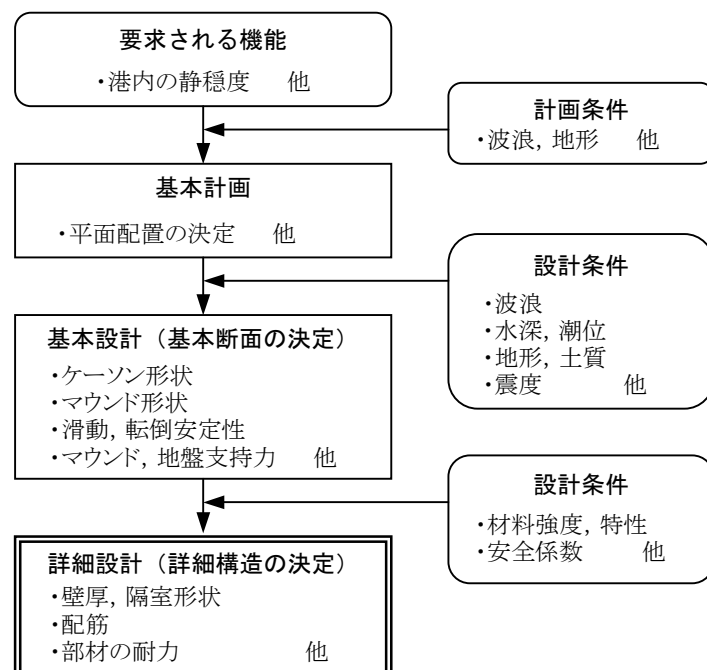 要求される機能
・港内の静穏度　他
計画条件
・波浪, 地形　他
基本計画
・平面配置の決定　他
設計条件
・波浪
・水深, 潮位
・地形, 土質
・震度　他
基本設計（基本断面の決定）
・ケーソン形状
・マウンド形状
・滑動, 転倒安定性
・マウンド, 地盤支持力　他
設計条件
・材料強度, 特性
・安全係数　他
詳細設計（詳細構造の決定）
・壁厚, 隔室形状
・配筋
・部材の耐力　他